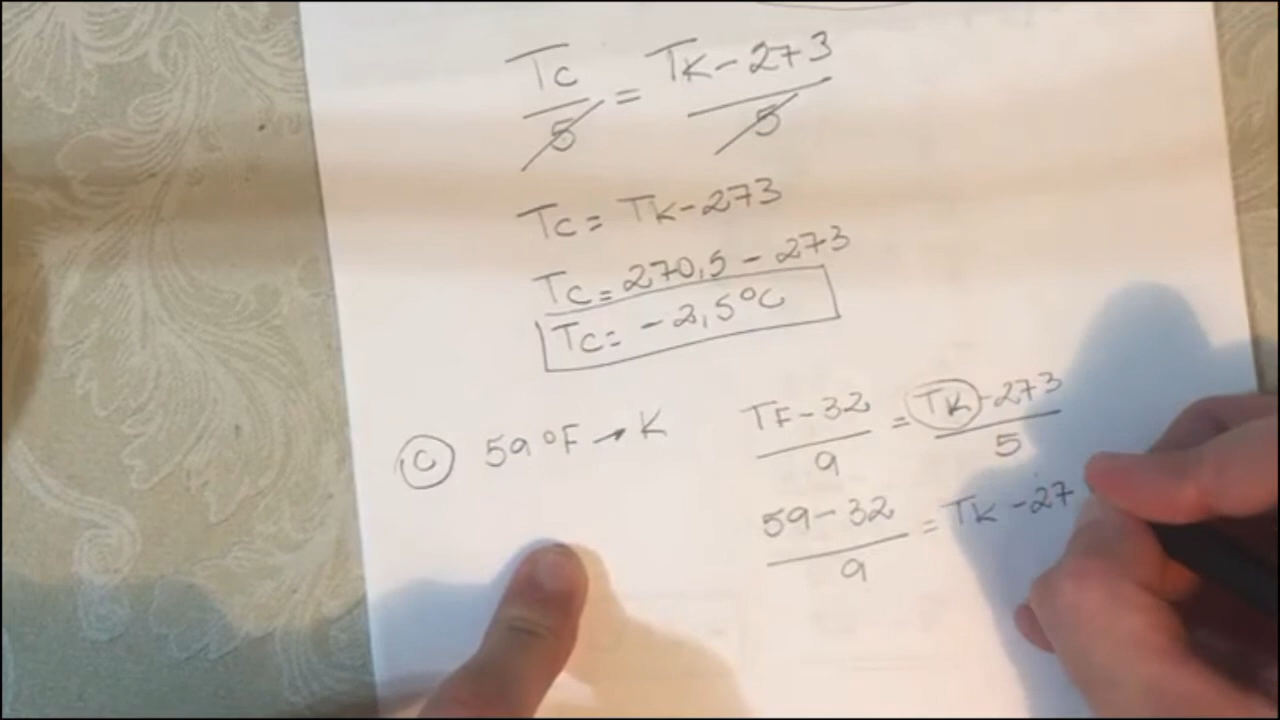 Tc/5 = TK-273/5
Tc = TK-273
Tc = 270,5 - 273
Tc = -2,5°C
C 59°F → K
TF-32/9 = TK-273/5
59-32/9 = TK-27